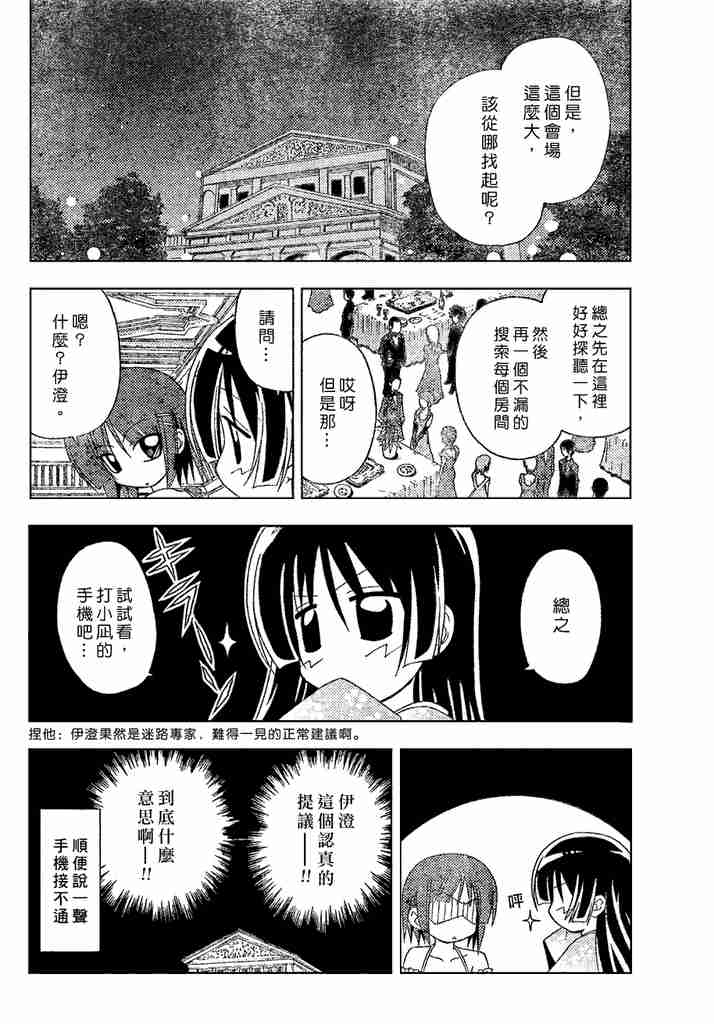 但是，
這個會場
這麼大，
該從哪找起呢？
總之先在這裡
好好探聽一下，
然後
再一個不漏的
搜索每個房間
哎呀
但是那…
請問…
嗯？
什麼？伊澄。
總之
試試看，
打小凪的
手機吧…
捏他：伊澄果然是迷路專家，難得一見的正常建議啊。
呼
伊澄
這個認真的
提議—!!
到底什麼
意思啊—!!
順便說一聲
手機接不通